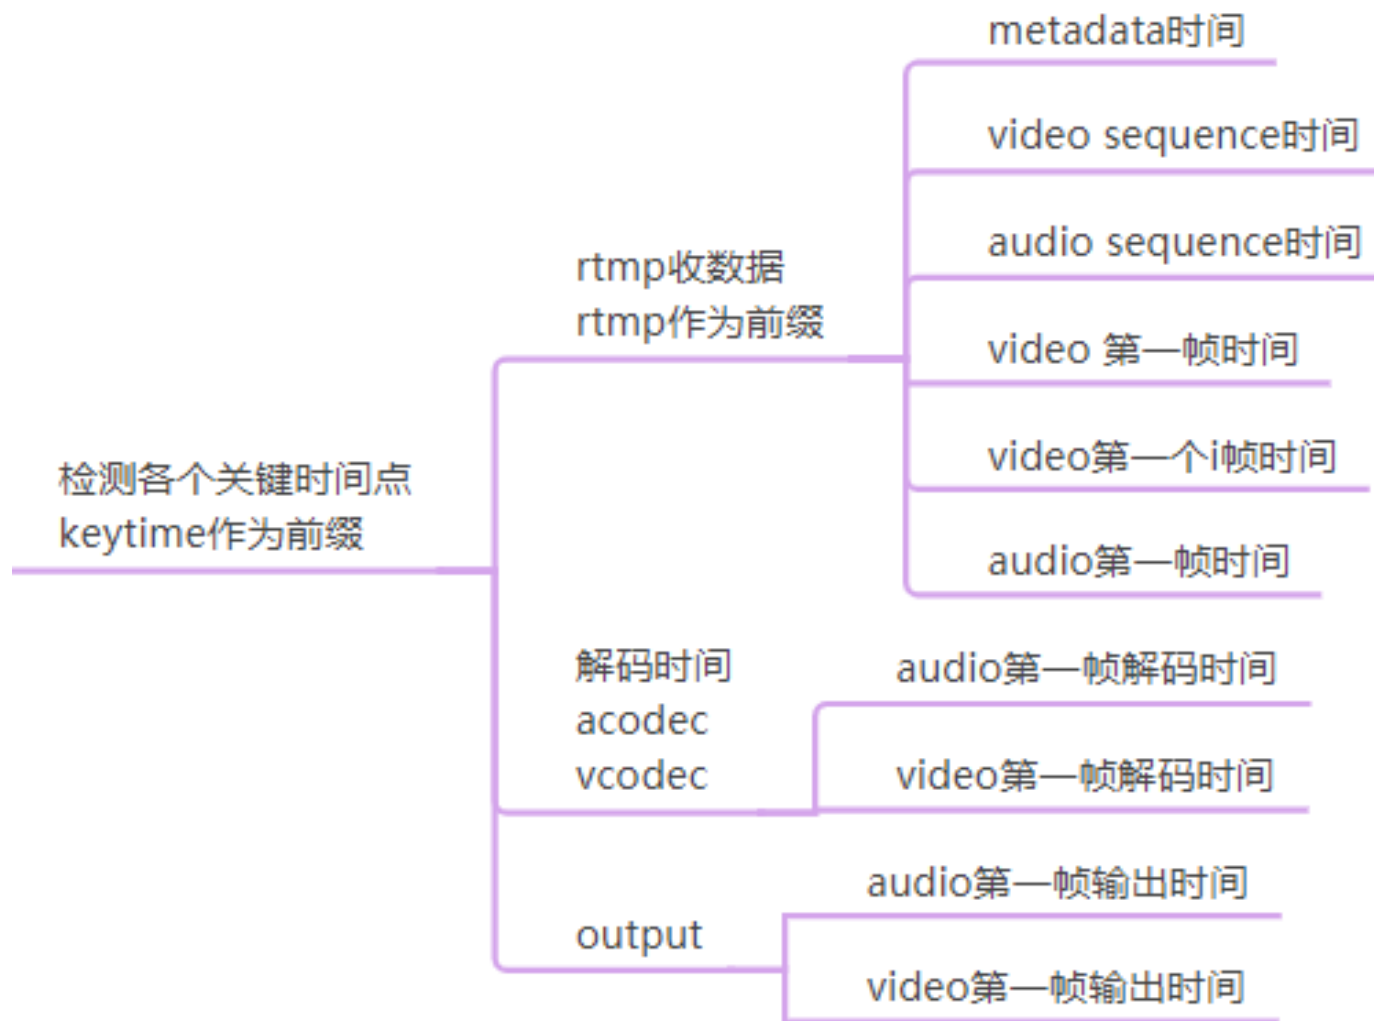 检测各个关键时间点
keytime作为前缀
rtmp收数据
rtmp作为前缀
metadata时间
video sequence时间
audio sequence时间
video 第一帧时间
video第一个i帧时间
audio第一帧时间
解码时间
acodec
vcodec
audio第一帧解码时间
video第一帧解码时间
output
audio第一帧输出时间
video第一帧输出时间